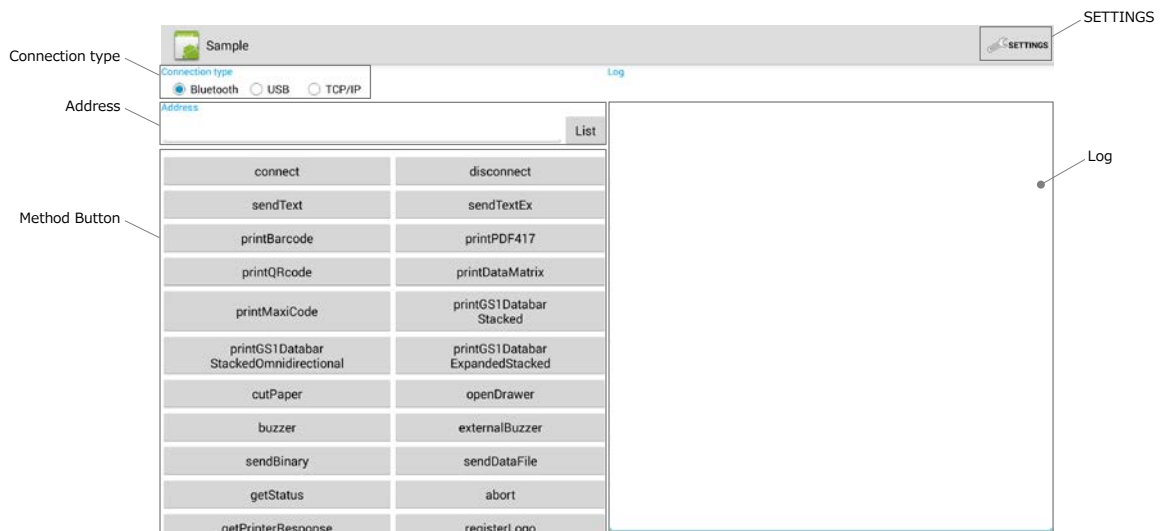 SETTINGS
Sample
SETTINGS
Connection type
Connection type
Log
Bluetooth USB TCP/IP
Address
Address
List
Log
Method Button
connect disconnect
sendText sendTextEx
printBarcode printPDF417
printQRcode printDataMatrix
printMaxiCode
printGS1Databar
Stacked
printGS1Databar
StackedOmnidirectional
printGS1Databar
ExpandedStacked
cutPaper openDrawer
buzzer externalBuzzer
sendBinary sendDataFile
getStatus abort
getPrinterResponse registerLogo